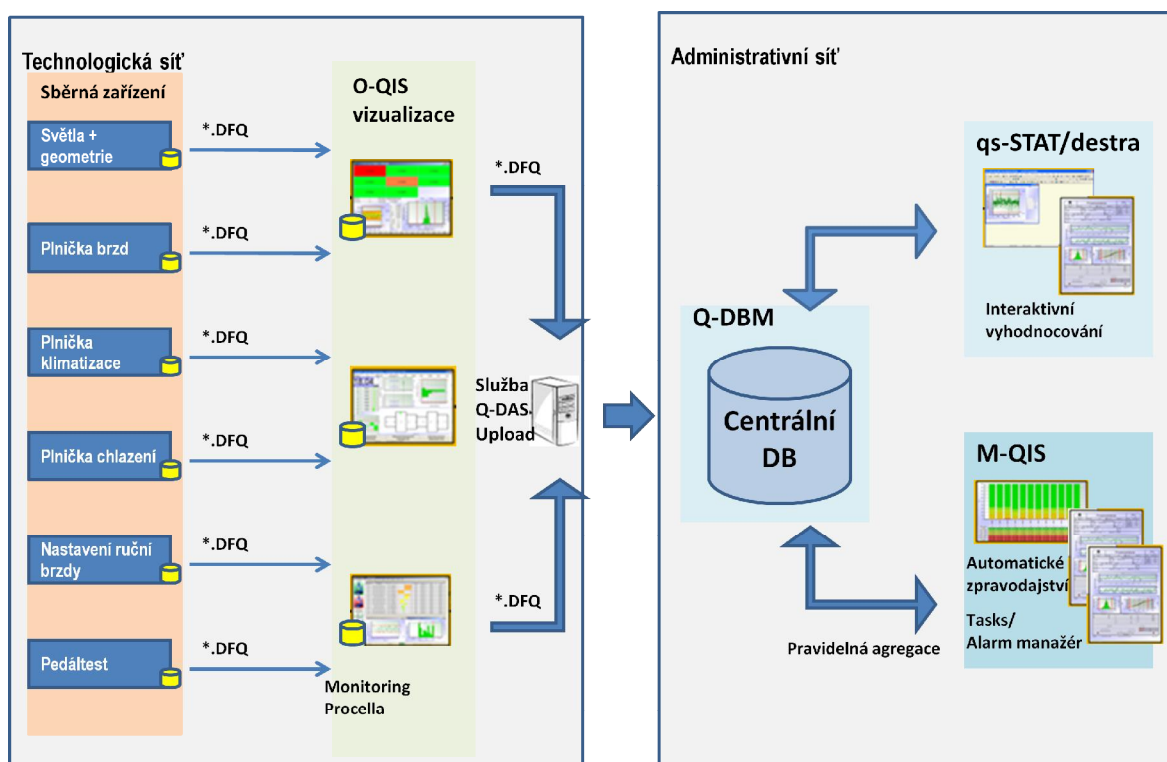 Technologická síť
Sběrná zařízení
Světla +
geometrie
*.DFQ
Plnička brzd
*.DFQ
Plnička
klimatizace
*.DFQ
Plnička chlazení
*.DFQ
Nastavení ruční
brzdy
*.DFQ
Pedáltest
*.DFQ
O-QIS
vizualizace
*.DFQ
Služba
Q-DAS
Upload
*.DFQ
Monitoring
Procella
Administrativní síť
Q-DBM
Centrální
DB
qs-STAT/destra
Interaktivní
vyhodnocování
M-QIS
Automatické
zpravodajství
Tasks/
Alarm manažér
Pravidelná agregace